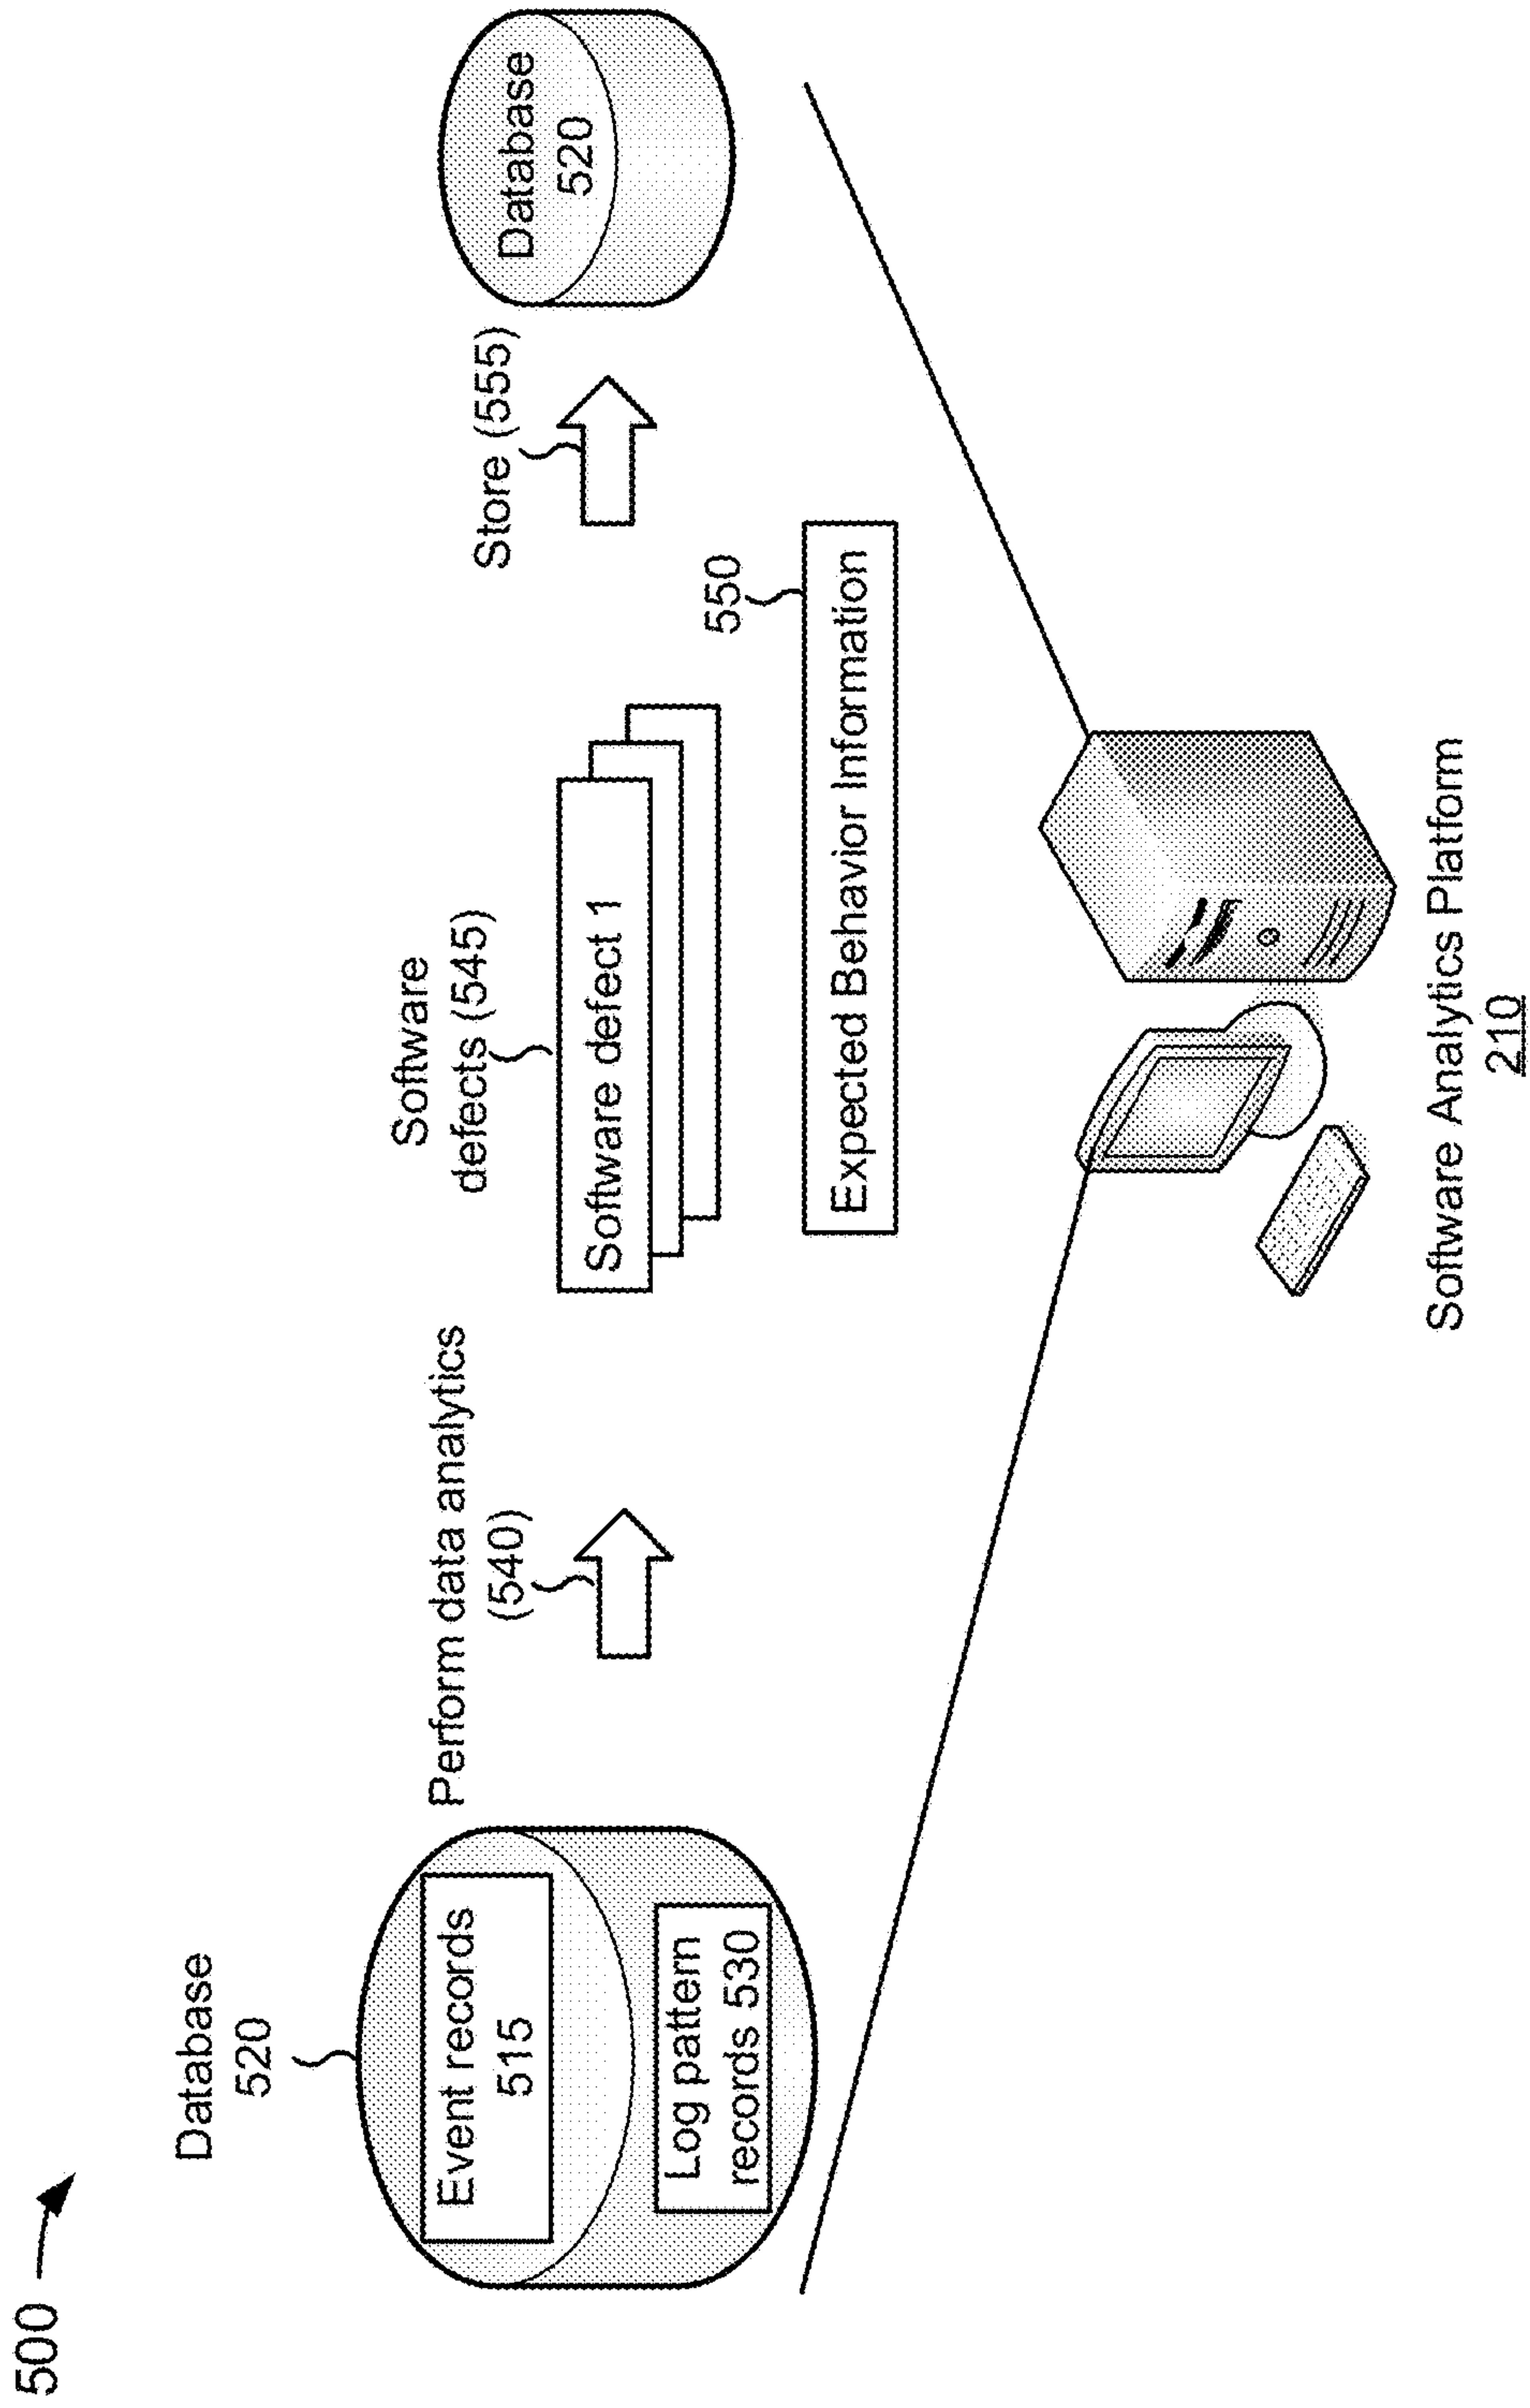 500
Database
520
Event records
515
Log pattern
records 530
Perform data analytics
(540)
Software
defects (545)
Software defect 1
550
Expected Behavior Information
Store (555)
Database
520
Software Analytics Platform
210